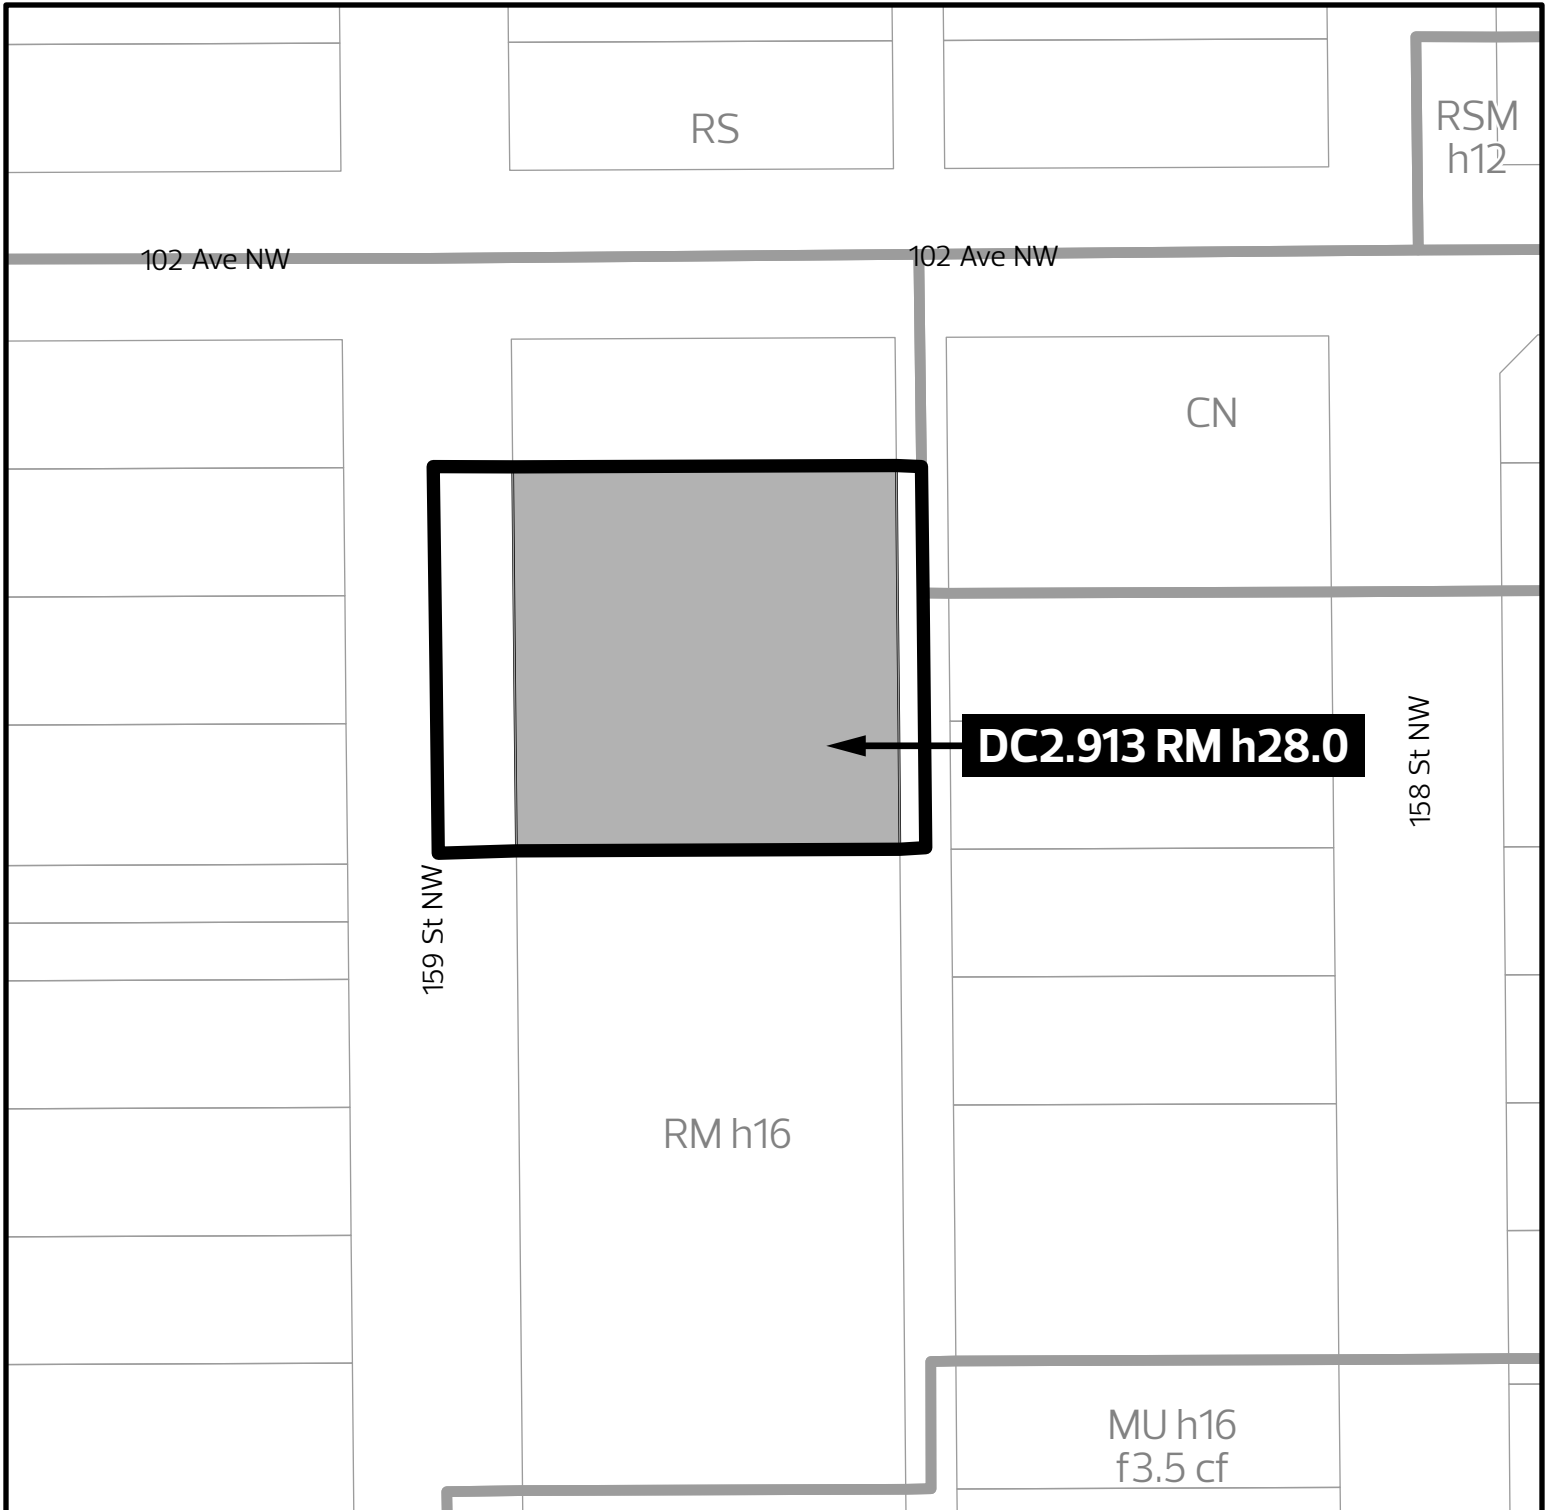 RS
RSM
h12
102 Ave NW
102 Ave NW
CN
DC2.913 RM h28.0
158 St NW
159 St NW
RM h16
MU h16
f3.5 cf